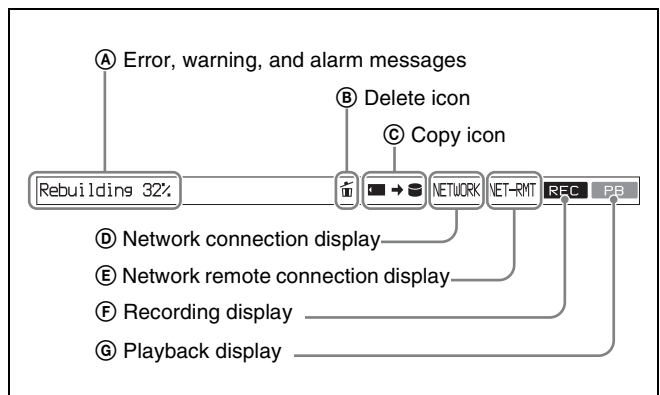 Ⓐ Error, warning, and alarm messages
Ⓑ Delete icon
Ⓒ Copy icon
Rebuilding 32% NETWORK NET-RMT REC PB
Ⓓ Network connection display
Ⓔ Network remote connection display
Ⓕ Recording display
Ⓖ Playback display